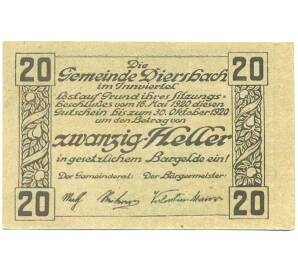 20 Die 20
Gemeinde Diersbach
im Innviertel
löst auf Grund ihres Sitzungs-
beschlußes vom 16. Mai 1920 diesen
Gutschein bis zum 30. Oktober 1920
um den Betrag von
zwanzig Heller
in gesetzlichem Bargelde ein!
Der Gemeinderat: Der Bürgermeister:
20 20